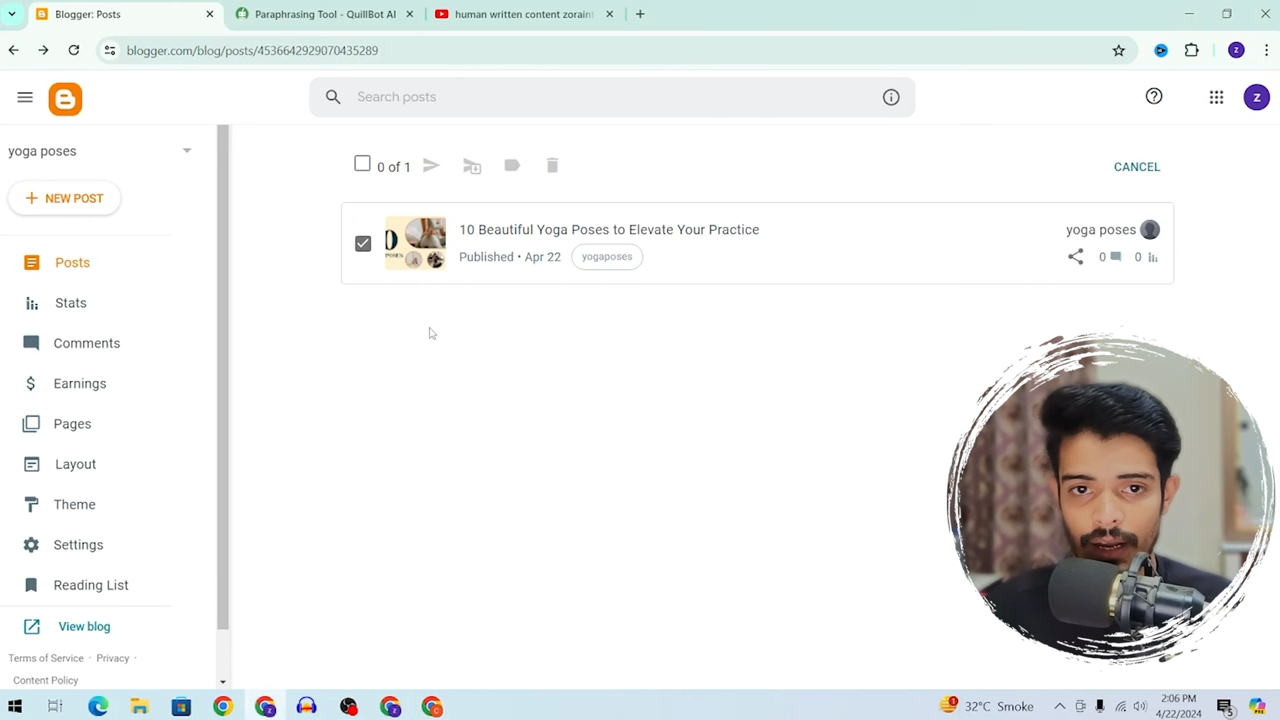 Blogger: Posts
Paraphrasing Tool - QuillBot AI
human written content zoraint
blogger.com/blog/posts/4536642929070435289
z
Search posts
z
yoga poses
NEW POST
Posts
Stats
Comments
Earnings
Pages
Layout
Theme
Settings
Reading List
View blog
Terms of Service · Privacy ·
Content Policy
0 of 1
CANCEL
10 Beautiful Yoga Poses to Elevate Your Practice
Published • Apr 22
yogaposes
yoga poses
0
0
32°C Smoke
2:06 PM
4/22/2024
5